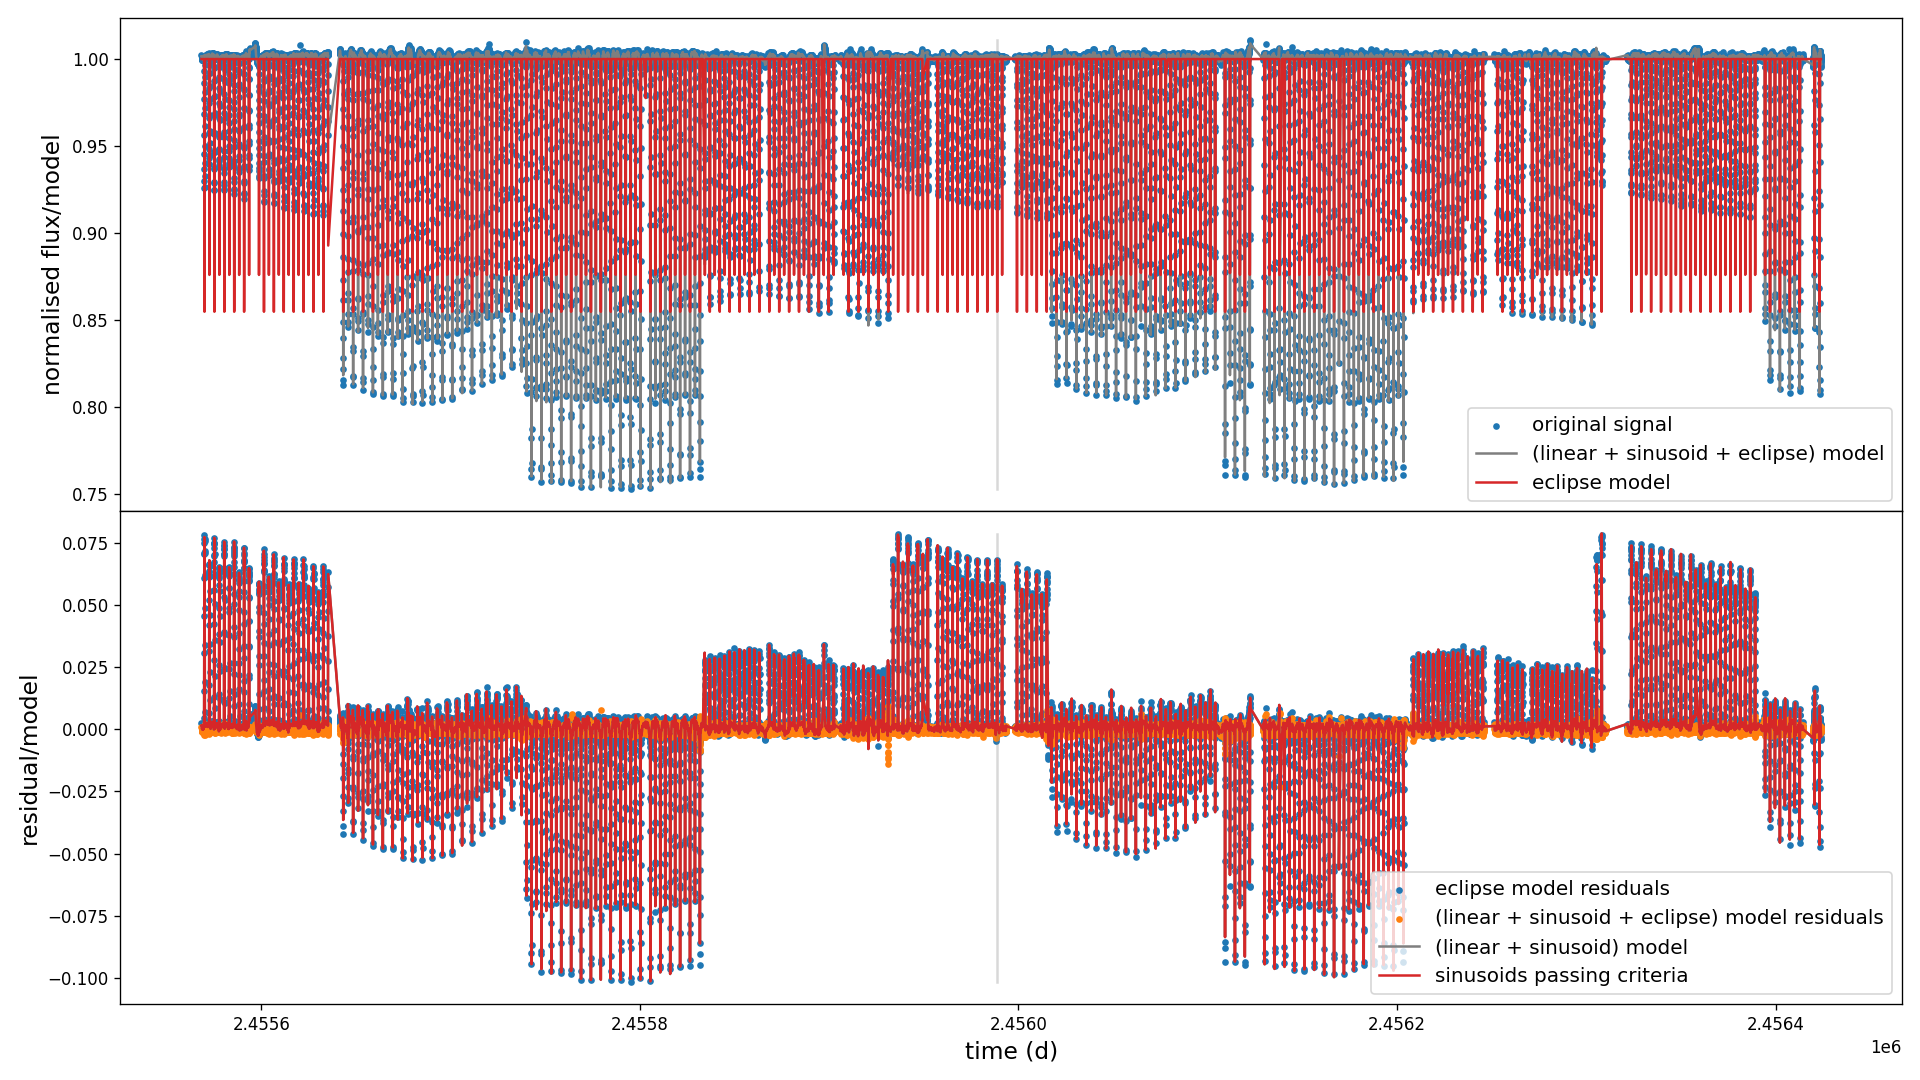 normalised flux/model
1.00
0.95
0.90
0.85
0.80
0.75
original signal
(linear + sinusoid + eclipse) model
eclipse model
residual/model
0.075
0.050
0.025
0.000
−0.025
−0.050
−0.075
−0.100
eclipse model residuals
(linear + sinusoid + eclipse) model residuals
(linear + sinusoid) model
sinusoids passing criteria
2.4556 2.4558 2.4560 2.4562 2.4564
1e6
time (d)